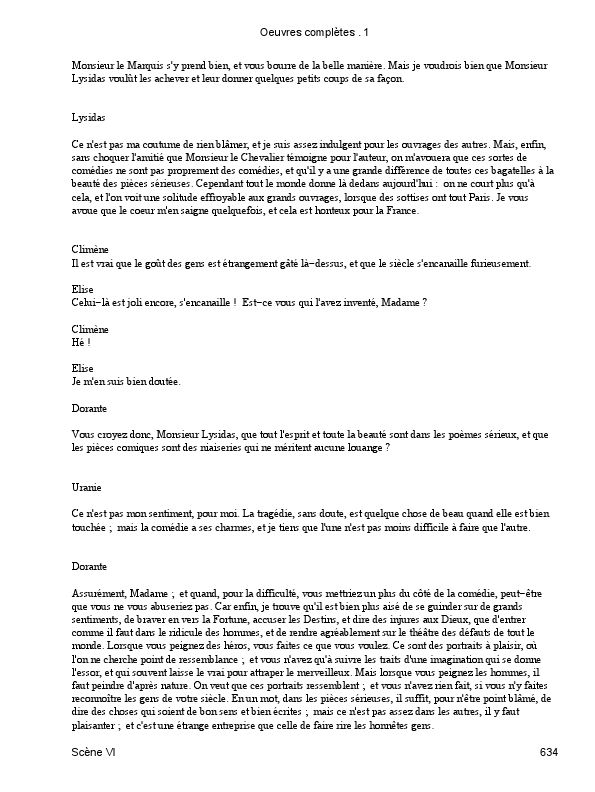 Oeuvres complètes . 1
Monsieur le Marquis s'y prend bien, et vous bourre de la belle manière. Mais je voudrois bien que Monsieur
Lysidas voulût les achever et leur donner quelques petits coups de sa façon.
Lysidas
Ce n'est pas ma coutume de rien blâmer, et je suis assez indulgent pour les ouvrages des autres. Mais, enfin,
sans choquer l'amitié que Monsieur le Chevalier témoigne pour l'auteur, on m'avouera que ces sortes de
comédies ne sont pas proprement des comédies, et qu'il y a une grande différence de toutes ces bagatelles à la
beauté des pièces sérieuses. Cependant tout le monde donne là dedans aujourd'hui : on ne court plus qu'à
cela, et l'on voit une solitude effroyable aux grands ouvrages, lorsque des sottises ont tout Paris. Je vous
avoue que le coeur m'en saigne quelquefois, et cela est honteux pour la France.
Climène
Il est vrai que le goût des gens est étrangement gâté là−dessus, et que le siècle s'encanaille furieusement.
Elise
Celui−là est joli encore, s'encanaille ! Est−ce vous qui l'avez inventé, Madame ?
Climène
Hé !
Elise
Je m'en suis bien doutée.
Dorante
Vous croyez donc, Monsieur Lysidas, que tout l'esprit et toute la beauté sont dans les poèmes sérieux, et que
les pièces comiques sont des niaiseries qui ne méritent aucune louange ?
Uranie
Ce n'est pas mon sentiment, pour moi. La tragédie, sans doute, est quelque chose de beau quand elle est bien
touchée ; mais la comédie a ses charmes, et je tiens que l'une n'est pas moins difficile à faire que l'autre.
Dorante
Assurément, Madame ; et quand, pour la difficulté, vous mettriez un plus du côté de la comédie, peut−être
que vous ne vous abuseriez pas. Car enfin, je trouve qu'il est bien plus aisé de se guinder sur de grands
sentiments, de braver en vers la Fortune, accuser les Destins, et dire des injures aux Dieux, que d'entrer
comme il faut dans le ridicule des hommes, et de rendre agréablement sur le théâtre des défauts de tout le
monde. Lorsque vous peignez des héros, vous faites ce que vous voulez. Ce sont des portraits à plaisir, où
l'on ne cherche point de ressemblance ; et vous n'avez qu'à suivre les traits d'une imagination qui se donne
l'essor, et qui souvent laisse le vrai pour attraper le merveilleux. Mais lorsque vous peignez les hommes, il
faut peindre d'après nature. On veut que ces portraits ressemblent ; et vous n'avez rien fait, si vous n'y faites
reconnoître les gens de votre siècle. En un mot, dans les pièces sérieuses, il suffit, pour n'être point blâmé, de
dire des choses qui soient de bon sens et bien écrites ; mais ce n'est pas assez dans les autres, il y faut
plaisanter ; et c'est une étrange entreprise que celle de faire rire les honnêtes gens.
Scène VI 634